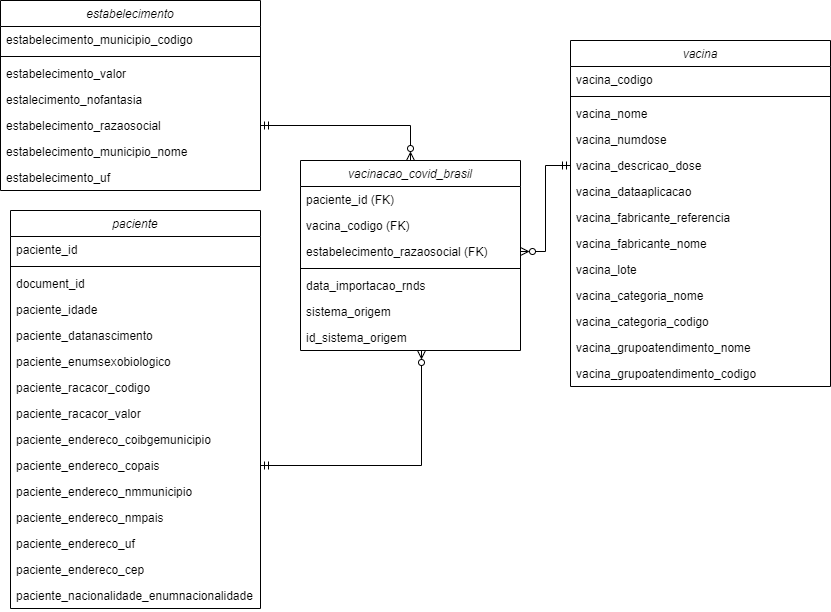 estabelecimento
estabelecimento_municipio_codigo
estabelecimento_valor
estalecimento_nofantasia
estabelecimento_razaosocial
estabelecimento_municipio_nome
estabelecimento_uf
paciente
paciente_id
document_id
paciente_idade
paciente_datanascimento
paciente_enumsexobiologico
paciente_racacor_codigo
paciente_racacor_valor
paciente_endereco_coibgemunicipio
paciente_endereco_copais
paciente_endereco_nmmunicipio
paciente_endereco_nmpais
paciente_endereco_uf
paciente_endereco_cep
paciente_nacionalidade_enumnacionalidade
vacinacao_covid_brasil
paciente_id (FK)
vacina_codigo (FK)
estabelecimento_razaosocial (FK)
data_importacao_rnds
sistema_origem
id_sistema_origem
vacina
vacina_codigo
vacina_nome
vacina_numdose
vacina_descricao_dose
vacina_dataaplicacao
vacina_fabricante_referencia
vacina_fabricante_nome
vacina_lote
vacina_categoria_nome
vacina_categoria_codigo
vacina_grupoatendimento_nome
vacina_grupoatendimento_codigo